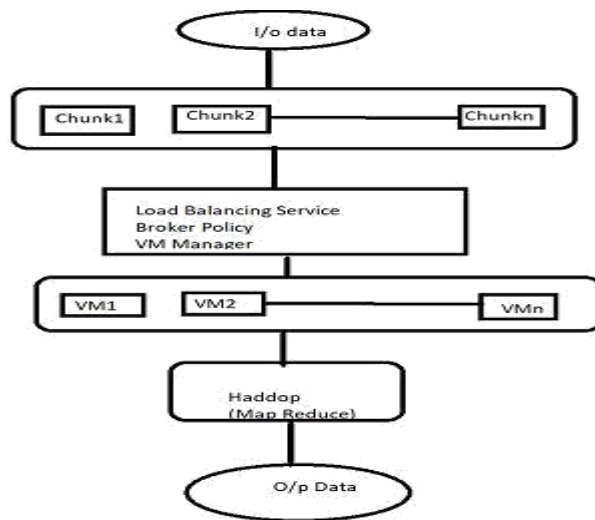 I/o data
Chunk1 Chunk2 Chunkn
Load Balancing Service
Broker Policy
VM Manager
VM1 VM2 VMn
Haddop
(Map Reduce)
O/p Data